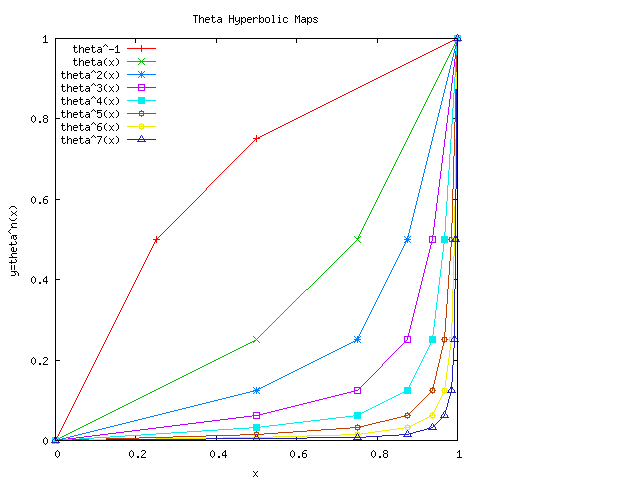 Theta Hyperbolic Maps
1
theta^-1
theta(x)
theta^2(x)
theta^3(x)
theta^4(x)
theta^5(x)
theta^6(x)
theta^7(x)
0.8
0.6
0.4
0.2
0
y=theta^n(x)
0 0.2 0.4 0.6 0.8 1
x